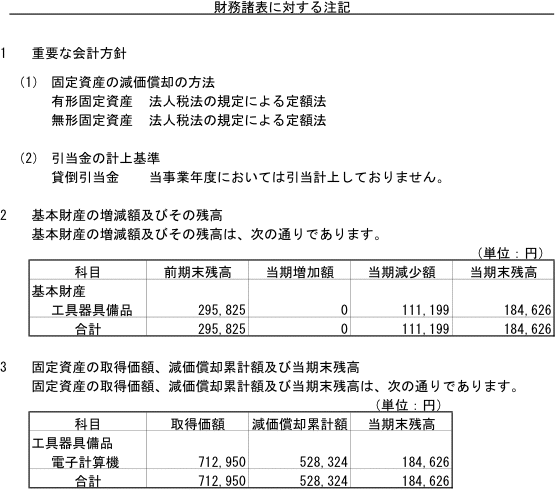 財務諸表に対する注記
1 重要な会計方針
(1) 固定資産の減価償却の方法
有形固定資産 法人税法の規定による定額法
無形固定資産 法人税法の規定による定額法
(2) 引当金の計上基準
貸倒引当金 当事業年度においては引当計上しておりません。
2 基本財産の増減額及びその残高
基本財産の増減額及びその残高は、次の通りであります。
(単位:円)
科目 前期末残高 当期増加額 当期減少額 当期末残高
基本財産
工具器具備品 295,825 0 111,199 184,626
合計 295,825 0 111,199 184,626
3 固定資産の取得価額、減価償却累計額及び当期末残高
固定資産の取得価額、減価償却累計額及び当期末残高は、次の通りであります。
(単位:円)
科目 取得価額 減価償却累計額 当期末残高
工具器具備品
電子計算機 712,950 528,324 184,626
合計 712,950 528,324 184,626